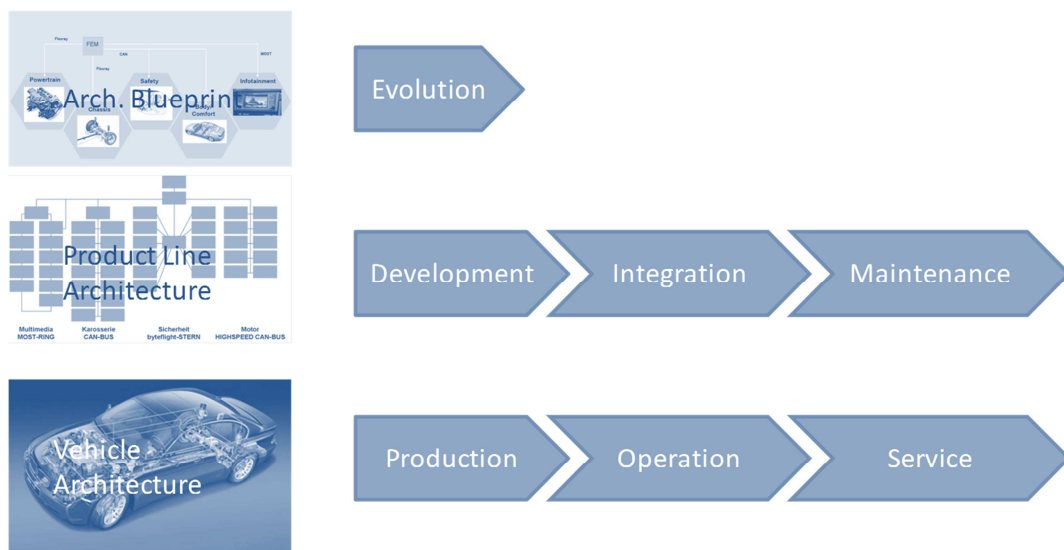 Flexray
FEM
CAN
MOST
Flexray
Powertrain
Safety
Infotainment
Arch. Blueprint
Chassis
Body
Comfort
Evolution
Product Line
Architecture
Development
Integration
Maintenance
Multimedia
MOST-RING
Karosserie
CAN-BUS
Sicherheit
byteflight-STERN
Motor
HIGHSPEED CAN-BUS
Vehicle
Architecture
Production
Operation
Service